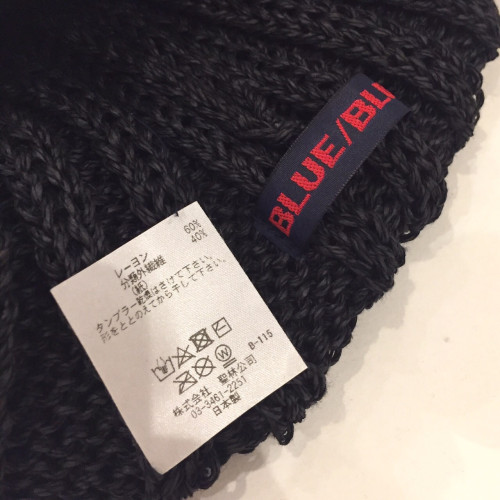 BLUE/BLU
レーヨン 60%
分類外繊維 40%
(紙)
タンブラー乾燥はさけて下さい。
形をととのえてから干して下さい。
B-115
株式会社 聖林公司
03-3461-2251
日本製